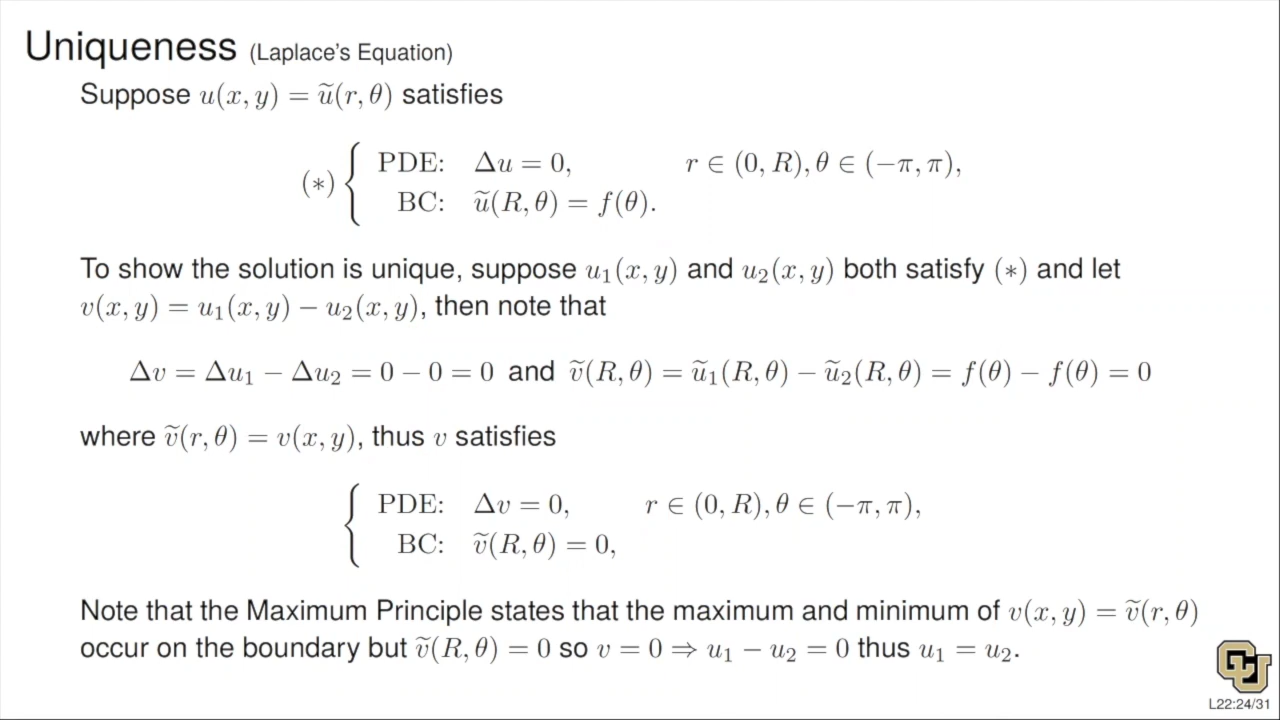 Uniqueness (Laplace's Equation)
Suppose u(x, y) = ũ(r, θ) satisfies
(∗) { PDE: Δu = 0, r ∈ (0, R), θ ∈ (−π, π),
BC: ũ(R, θ) = f(θ).
To show the solution is unique, suppose u₁(x, y) and u₂(x, y) both satisfy (∗) and let
v(x, y) = u₁(x, y) − u₂(x, y), then note that
Δv = Δu₁ − Δu₂ = 0 − 0 = 0 and ṽ(R, θ) = ũ₁(R, θ) − ũ₂(R, θ) = f(θ) − f(θ) = 0
where ṽ(r, θ) = v(x, y), thus v satisfies
{ PDE: Δv = 0, r ∈ (0, R), θ ∈ (−π, π),
BC: ṽ(R, θ) = 0,
Note that the Maximum Principle states that the maximum and minimum of v(x, y) = ṽ(r, θ)
occur on the boundary but ṽ(R, θ) = 0 so v = 0 ⇒ u₁ − u₂ = 0 thus u₁ = u₂.
CU
L22:24/31